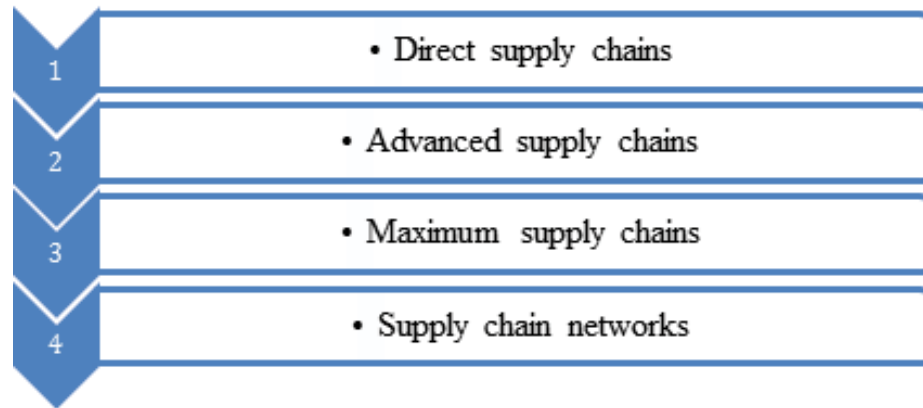 1
• Direct supply chains
2
• Advanced supply chains
3
• Maximum supply chains
4
• Supply chain networks